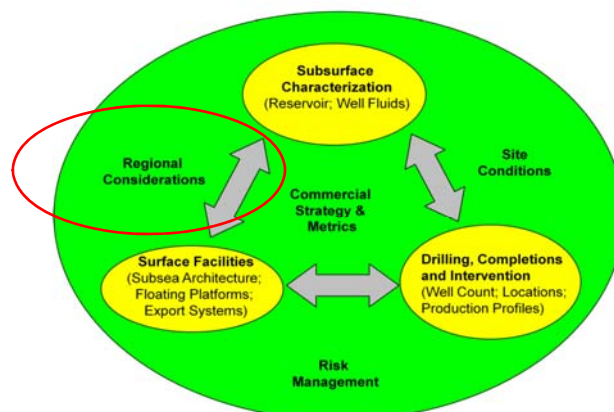 Subsurface
Characterization
(Reservoir; Well Fluids)
Regional
Considerations
Site
Conditions
Commercial
Strategy &
Metrics
Surface Facilities
(Subsea Architecture;
Floating Platforms;
Export Systems)
Drilling, Completions
and Intervention
(Well Count; Locations;
Production Profiles)
Risk
Management